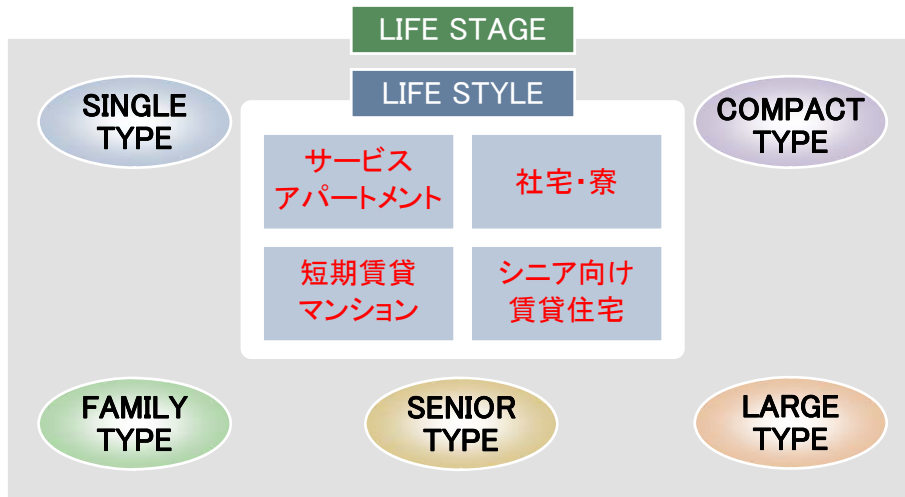 LIFE STAGE
LIFE STYLE
SINGLE
TYPE
COMPACT
TYPE
サービス
アパートメント
社宅・寮
短期賃貸
マンション
シニア向け
賃貸住宅
FAMILY
TYPE
SENIOR
TYPE
LARGE
TYPE